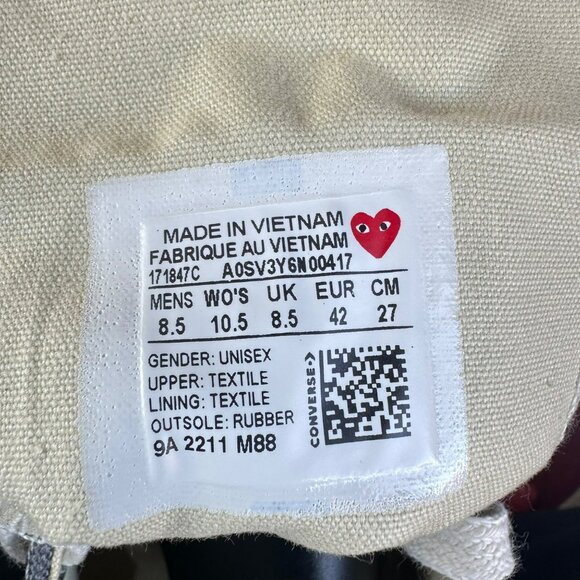 MADE IN VIETNAM
FABRIQUE AU VIETNAM
171847C A0SV3Y6N00417
MENS WO'S UK EUR CM
8.5 10.5 8.5 42 27
GENDER: UNISEX
UPPER: TEXTILE
LINING: TEXTILE
OUTSOLE: RUBBER
9A 2211 M88
CONVERSE